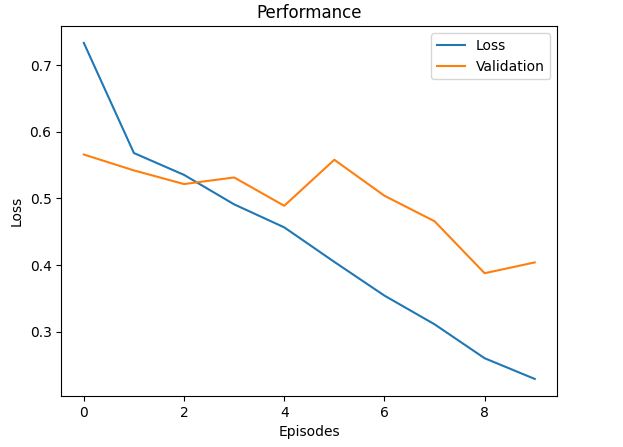 Performance
Loss
Validation
0.7
0.6
0.5
0.4
0.3
Loss
0 2 4 6 8
Episodes